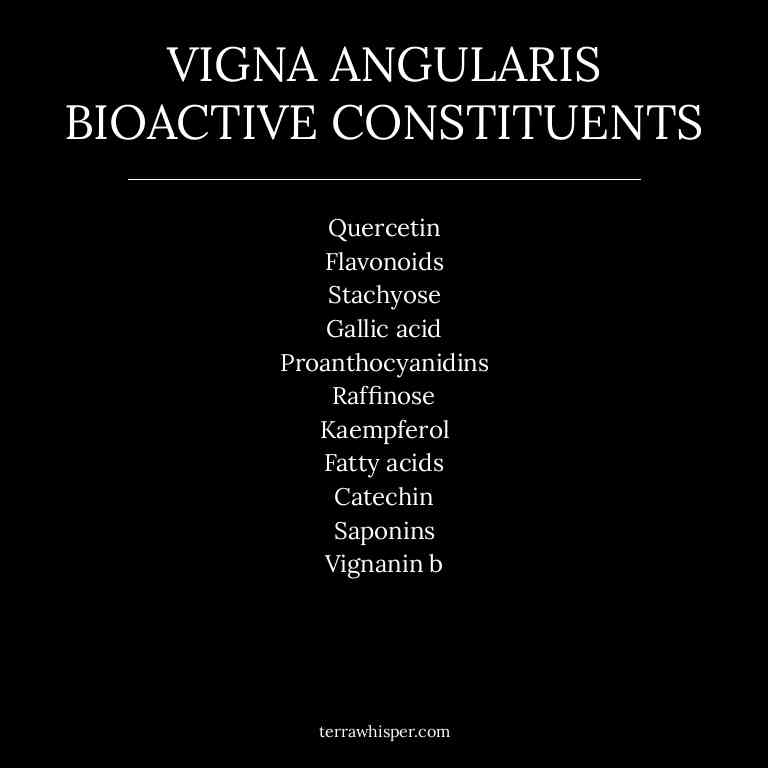 VIGNA ANGULARIS
BIOACTIVE CONSTITUENTS
Quercetin
Flavonoids
Stachyose
Gallic acid
Proanthocyanidins
Raffinose
Kaempferol
Fatty acids
Catechin
Saponins
Vignanin b
terrawhisper.com